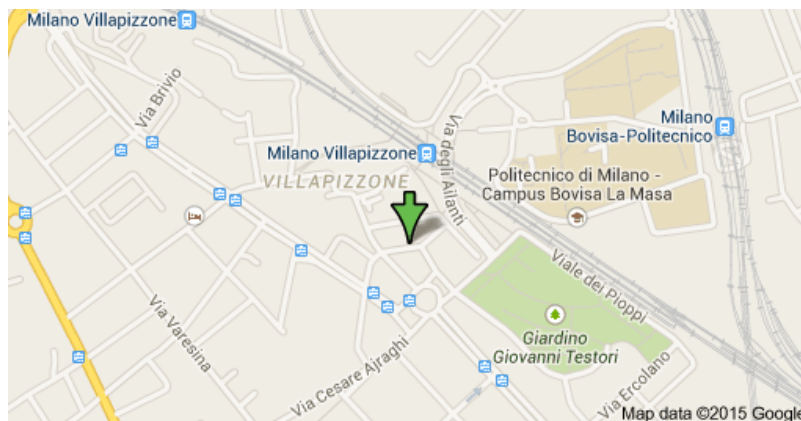 Milano Villapizzone
Via Brivio
Milano
Bovisa-Politecnico
Via degli Ailanti
Milano Villapizzone
VILLAPIZZONE
Politecnico di Milano -
Campus Bovisa La Masa
Viale dei Pioppi
Via Varesina
Giardino
Giovanni Testori
Via Cesare Ajraghi
Via Ercolano
Map data ©2015 Google